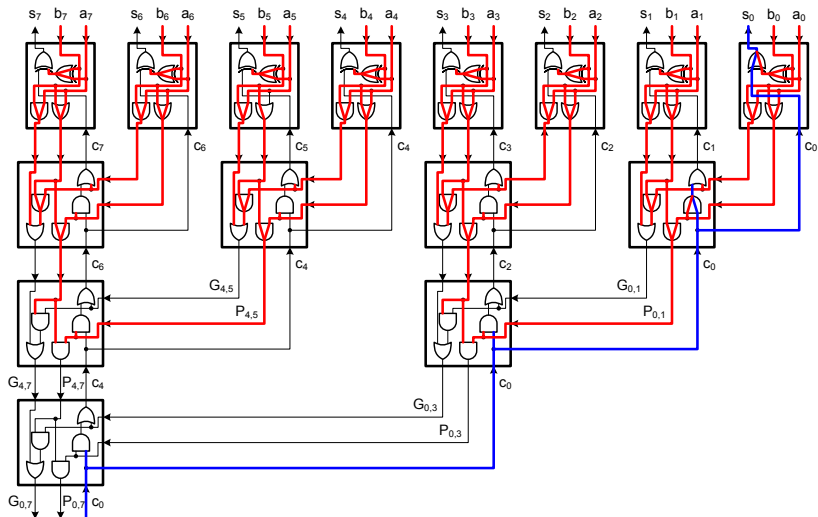 s7 b7 a7 s6 b6 a6 s5 b5 a5 s4 b4 a4 s3 b3 a3 s2 b2 a2 s1 b1 a1 s0 b0 a0
c7 c6 c5 c4 c3 c2 c1 c0
c6 G4,5 c4 c2 G0,1 c0
P4,5 P0,1
G4,7 P4,7 c4 c0
G0,3
P0,3
G0,7 P0,7 c0